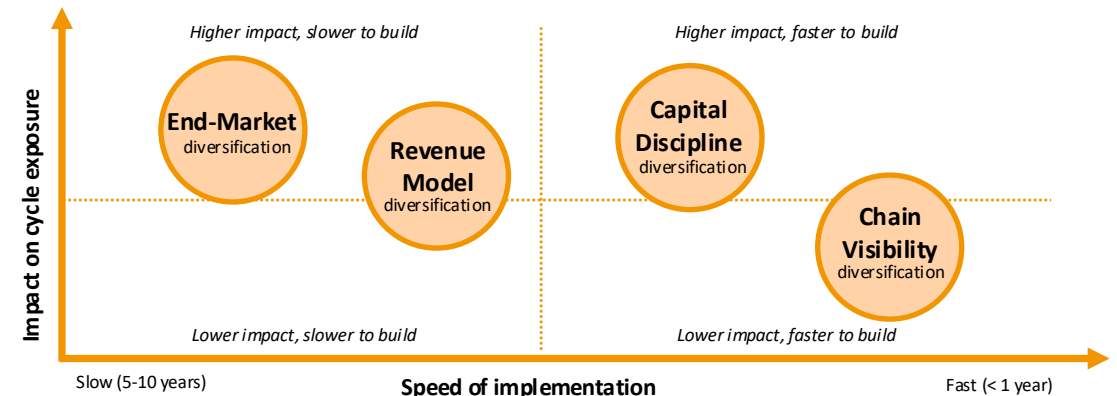 Higher impact, slower to build
Higher impact, faster to build
Impact on cycle exposure
End-Market
diversification
Revenue
Model
diversification
Capital
Discipline
diversification
Chain
Visibility
diversification
Lower impact, slower to build
Lower impact, faster to build
Slow (5-10 years)
Speed of implementation
Fast (< 1 year)